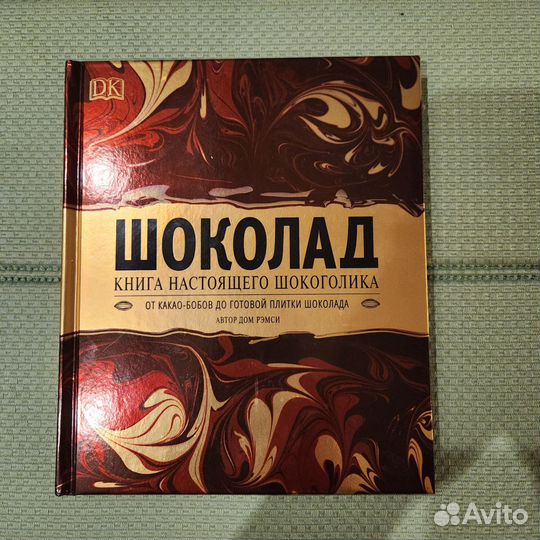 DK
ШОКОЛАД
КНИГА НАСТОЯЩЕГО ШОКОГОЛИКА
ОТ КАКАО-БОБОВ ДО ГОТОВОЙ ПЛИТКИ ШОКОЛАДА
АВТОР ДОМ РЭМСИ
Avito